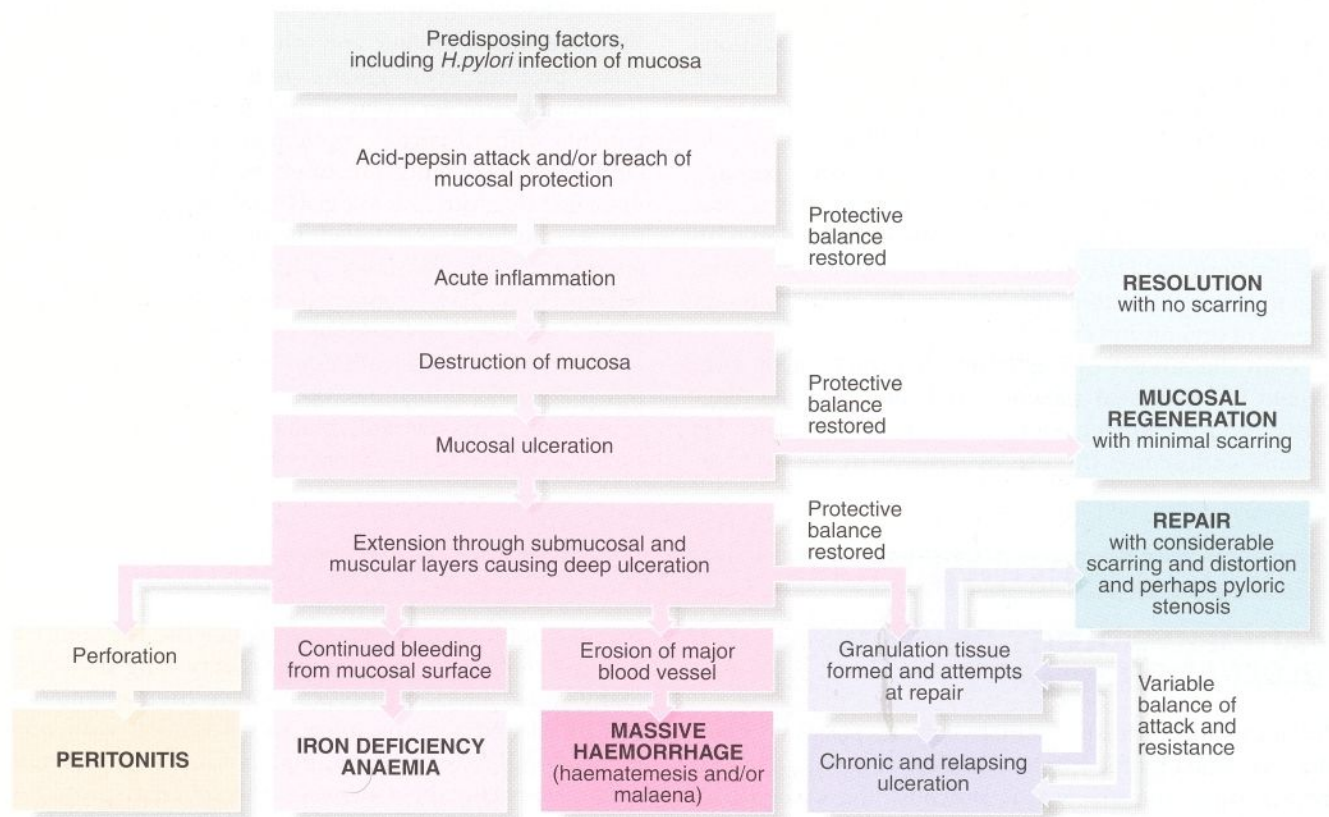 Predisposing factors,
including H.pylori infection of mucosa
Acid-pepsin attack and/or breach of
mucosal protection
Protective
balance
restored
Acute inflammation
RESOLUTION
with no scarring
Destruction of mucosa
Protective
balance
restored
Mucosal ulceration
MUCOSAL
REGENERATION
with minimal scarring
Extension through submucosal and
muscular layers causing deep ulceration
Protective
balance
restored
REPAIR
with considerable
scarring and distortion
and perhaps pyloric
stenosis
Perforation
Continued bleeding
from mucosal surface
Erosion of major
blood vessel
Granulation tissue
formed and attempts
at repair
Variable
balance of
attack and
resistance
PERITONITIS
IRON DEFICIENCY
ANAEMIA
MASSIVE
HAEMORRHAGE
(haematemesis and/or
malaena)
Chronic and relapsing
ulceration